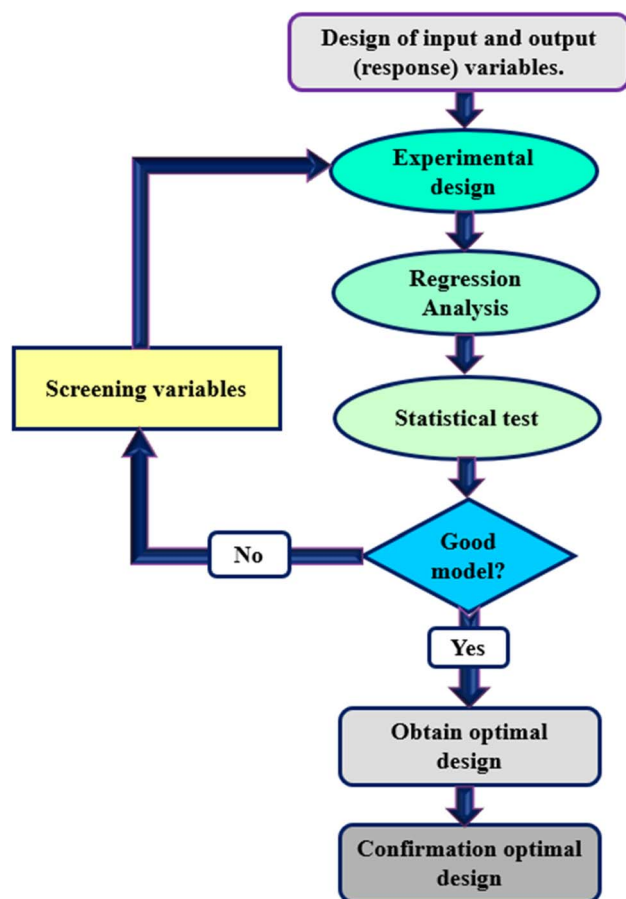 Design of input and output
(response) variables.
Experimental
design
Regression
Analysis
Screening variables
Statistical test
Good
model?
No
Yes
Obtain optimal
design
Confirmation optimal
design